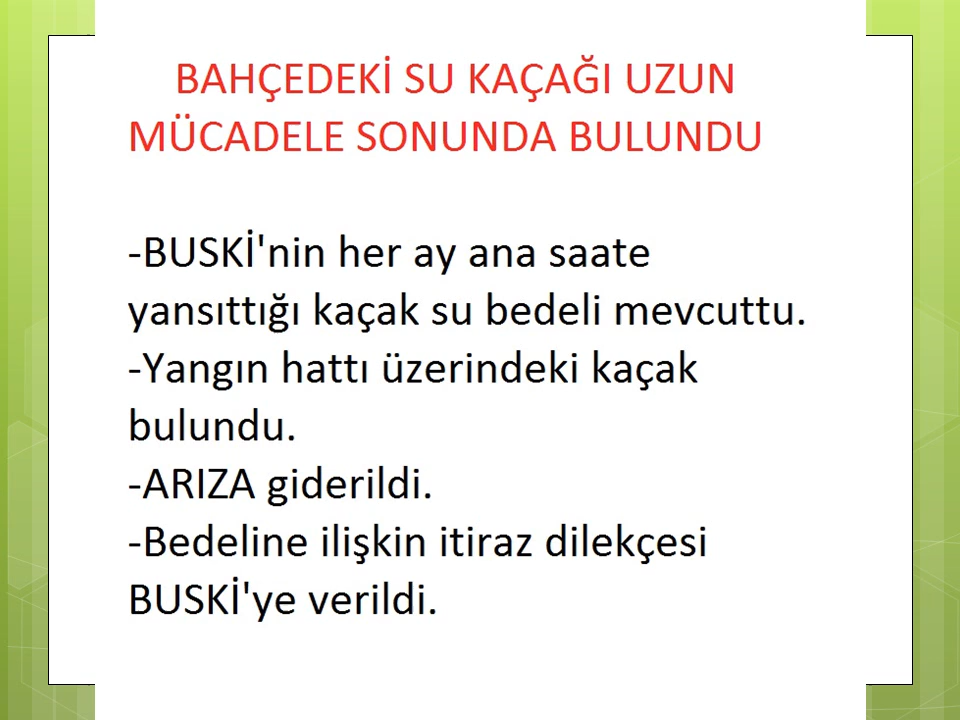 BAHÇEDEKİ SU KAÇAĞI UZUN
MÜCADELE SONUNDA BULUNDU
-BUSKİ'nin her ay ana saate
yansıttığı kaçak su bedeli mevcuttu.
-Yangın hattı üzerindeki kaçak
bulundu.
-ARIZA giderildi.
-Bedeline ilişkin itiraz dilekçesi
BUSKİ'ye verildi.